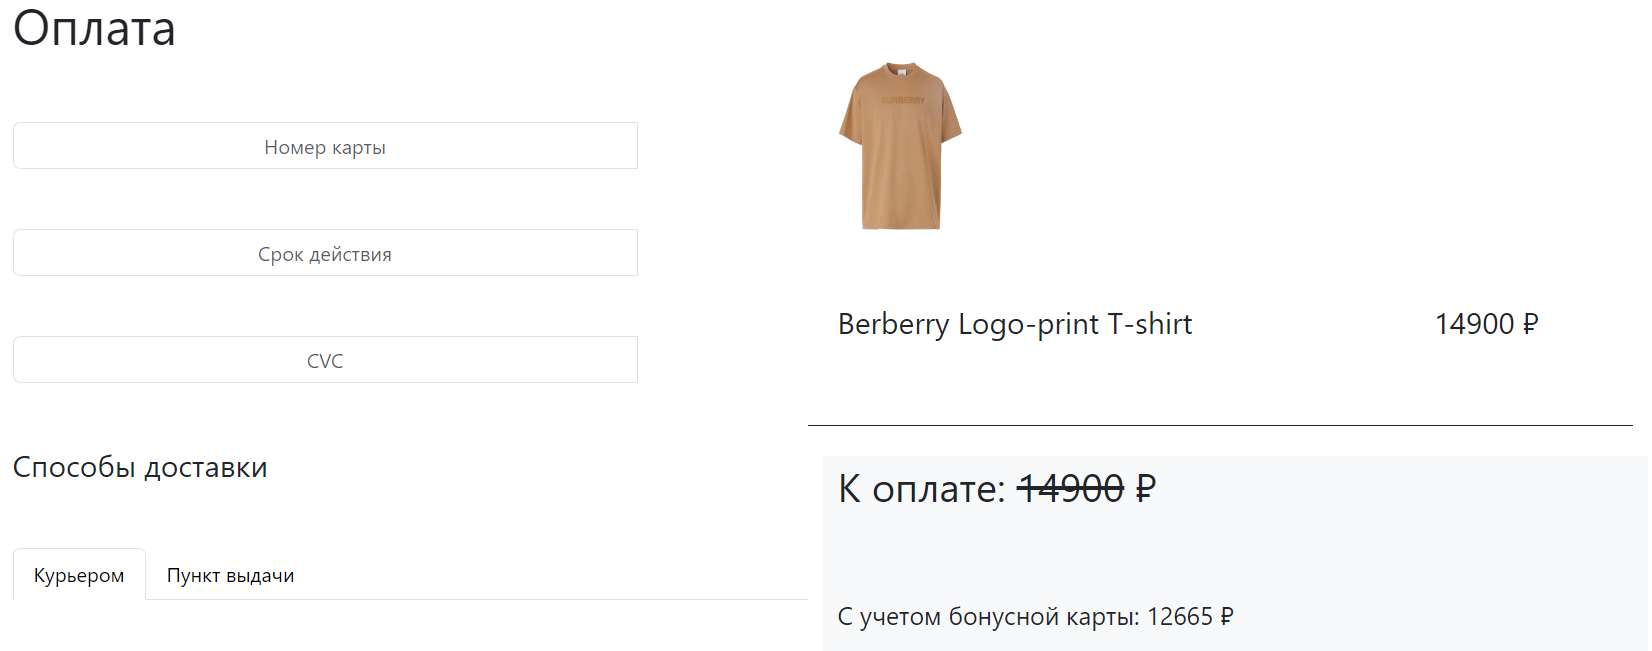 Оплата
Номер карты
Срок действия
CVC
Способы доставки
Курьером
Пункт выдачи
BURBERRY
Berberry Logo-print T-shirt
14900 ₽
К оплате: 14900 ₽
С учетом бонусной карты: 12665 ₽